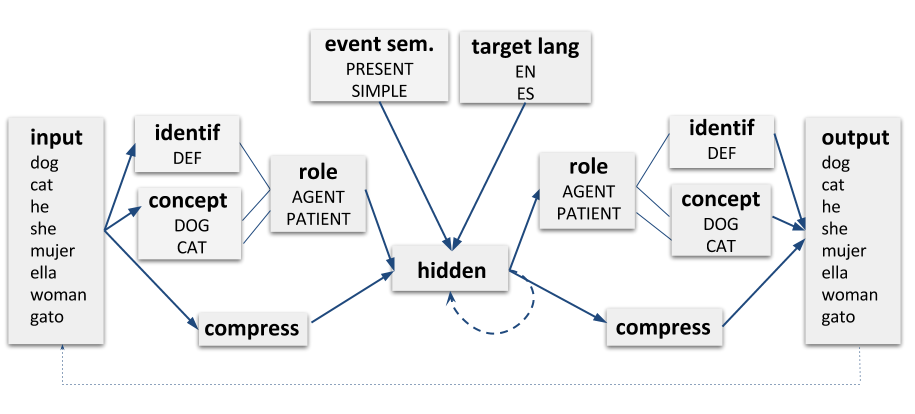 event sem.
PRESENT
SIMPLE
target lang
EN
ES
input
dog
cat
he
she
mujer
ella
woman
gato
identif
DEF
concept
DOG
CAT
role
AGENT
PATIENT
compress
hidden
role
AGENT
PATIENT
identif
DEF
concept
DOG
CAT
compress
output
dog
cat
he
she
mujer
ella
woman
gato